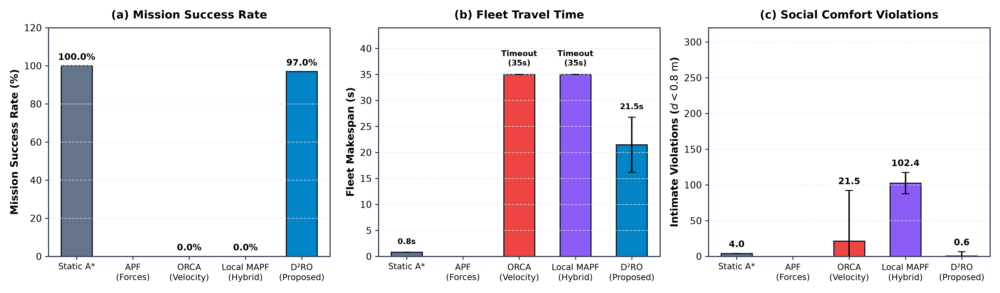 (a) Mission Success Rate
Mission Success Rate (%)
120
100
80
60
40
20
0
100.0%
0.0%
0.0%
97.0%
Static A*
APF
(Forces)
ORCA
(Velocity)
Local MAPF
(Hybrid)
D²RO
(Proposed)
(b) Fleet Travel Time
Fleet Makespan (s)
40
35
30
25
20
15
10
5
0
0.8s
Timeout
(35s)
Timeout
(35s)
21.5s
Static A*
APF
(Forces)
ORCA
(Velocity)
Local MAPF
(Hybrid)
D²RO
(Proposed)
(c) Social Comfort Violations
Intimate Violations (d < 0.8 m)
300
250
200
150
100
50
0
4.0
21.5
102.4
0.6
Static A*
APF
(Forces)
ORCA
(Velocity)
Local MAPF
(Hybrid)
D²RO
(Proposed)